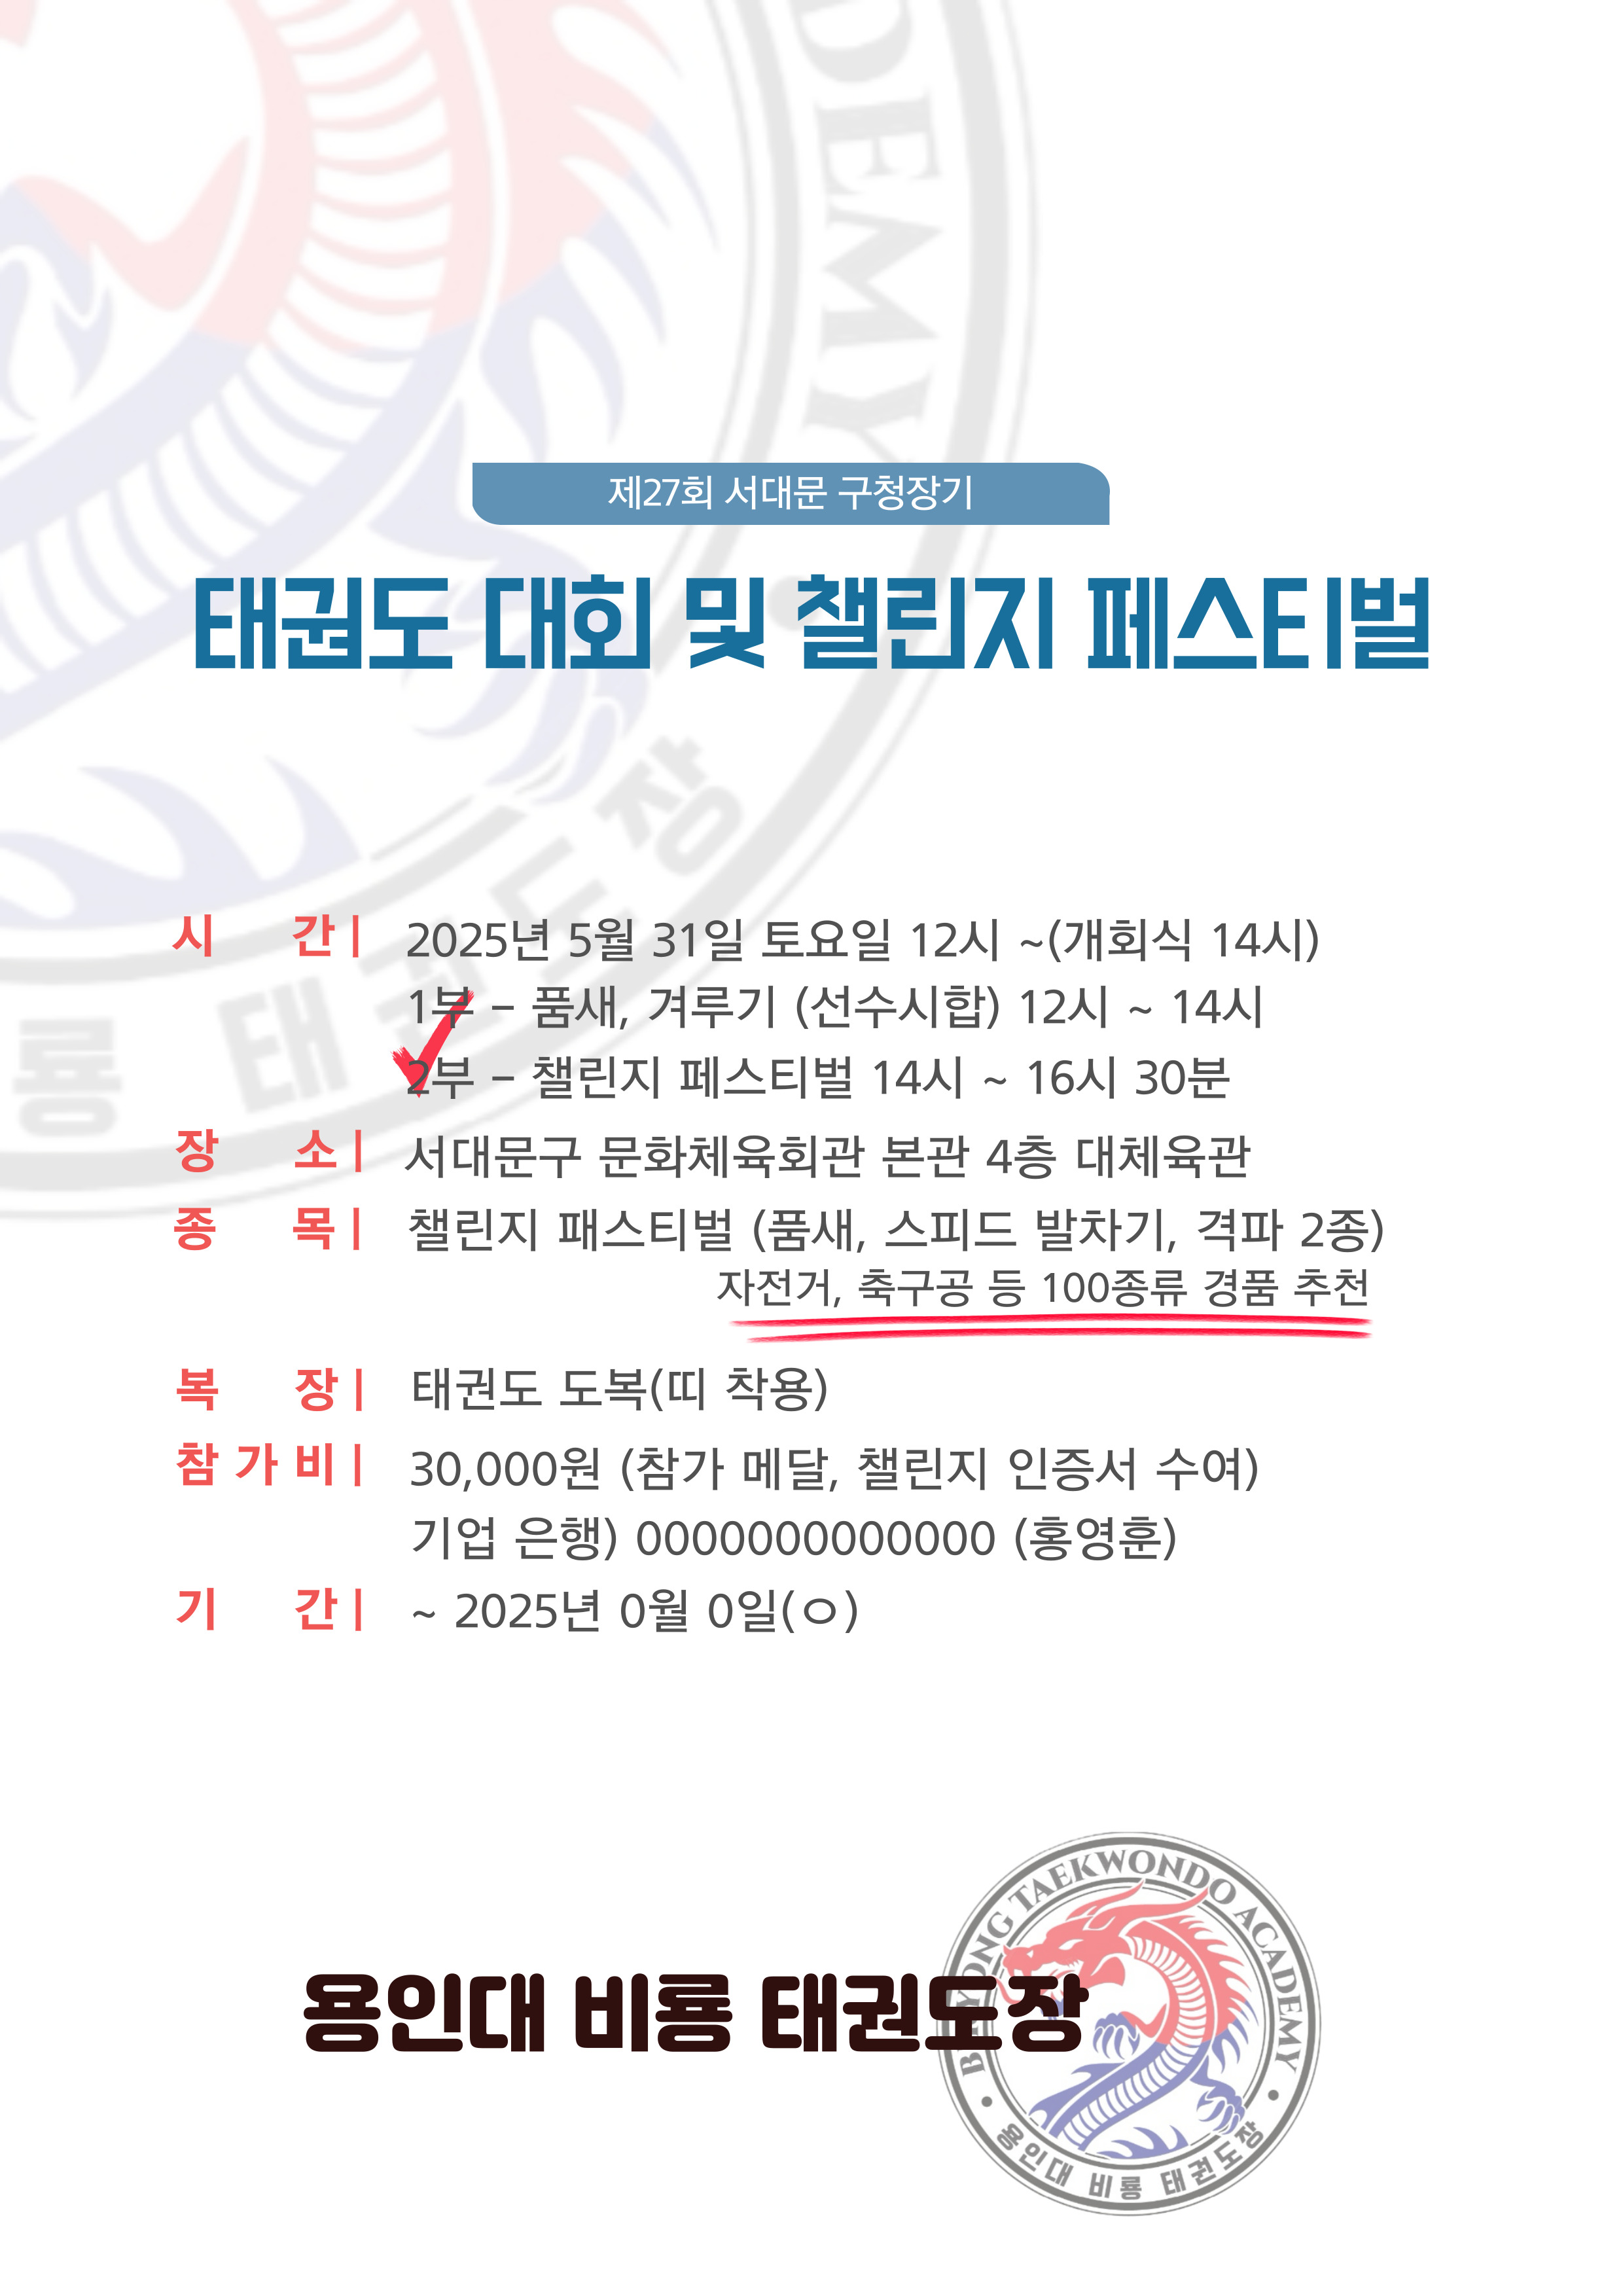 DEMY
제27회 서대문 구청장기
태권도 대회 및 챌린지 페스티벌
룡 태권도장
시 간 | 2025년 5월 31일 토요일 12시 ~(개회식 14시)
1부 – 품새, 겨루기 (선수시합) 12시 ~ 14시
2부 – 챌린지 페스티벌 14시 ~ 16시 30분
장 소 | 서대문구 문화체육회관 본관 4층 대체육관
종 목 | 챌린지 패스티벌 (품새, 스피드 발차기, 격파 2종)
자전거, 축구공 등 100종류 경품 추천
복 장 | 태권도 도복(띠 착용)
참 가 비 | 30,000원 (참가 메달, 챌린지 인증서 수여)
기업 은행) 00000000000000 (홍영훈)
기 간 | ~ 2025년 0월 0일(ㅇ)
용인대 비룡 태권도장
TAEKWONDO ACADEMY
용인대 비룡 태권도장